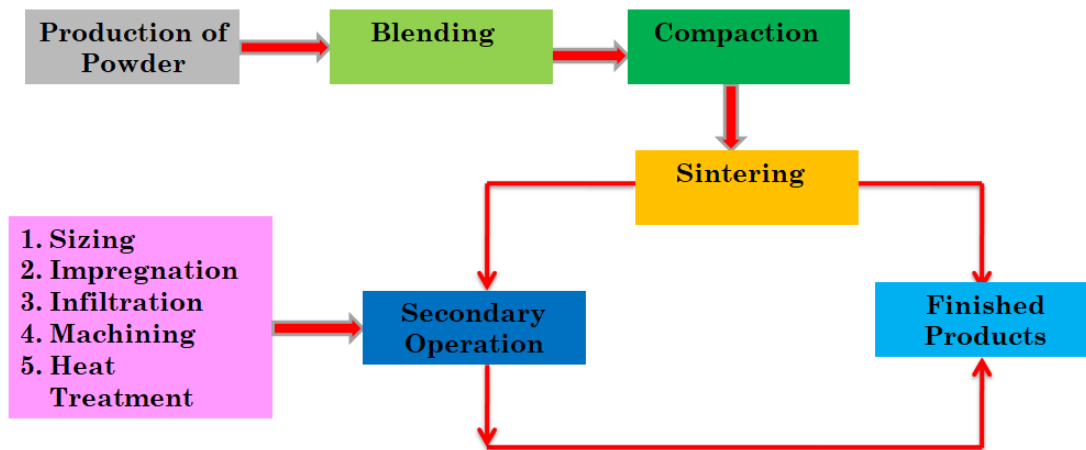 Production of
Powder
Blending
Compaction
Sintering
1. Sizing
2. Impregnation
3. Infiltration
4. Machining
5. Heat
Treatment
Secondary
Operation
Finished
Products